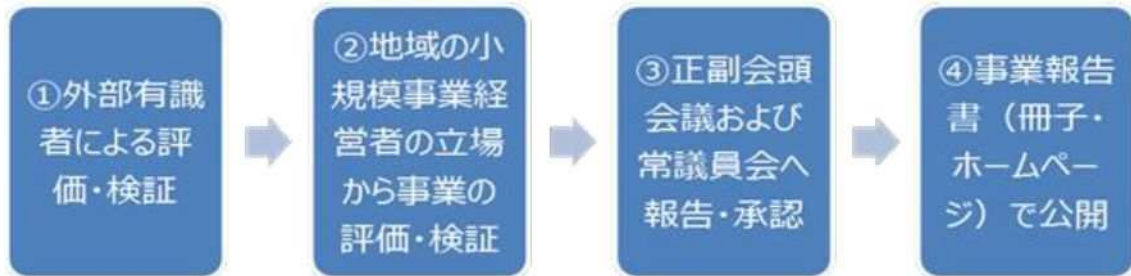 ①外部有識
者による評
価・検証
②地域の小
規模事業経
営者の立場
から事業の
評価・検証
③正副会頭
会議および
常議員会へ
報告・承認
④事業報告
書（冊子・
ホームペー
ジ）で公開